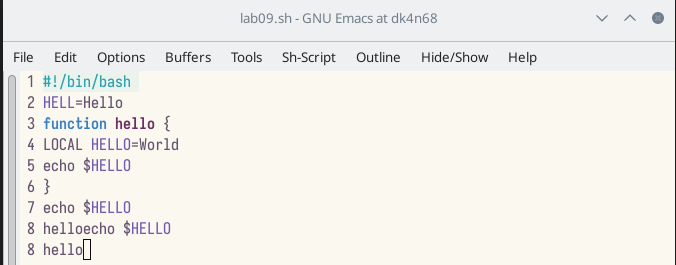 lab09.sh - GNU Emacs at dk4n68
File Edit Options Buffers Tools Sh-Script Outline Hide/Show Help
1 #!/bin/bash
2 HELL=Hello
3 function hello {
4 LOCAL HELLO=World
5 echo $HELLO
6 }
7 echo $HELLO
8 helloecho $HELLO
8 hello